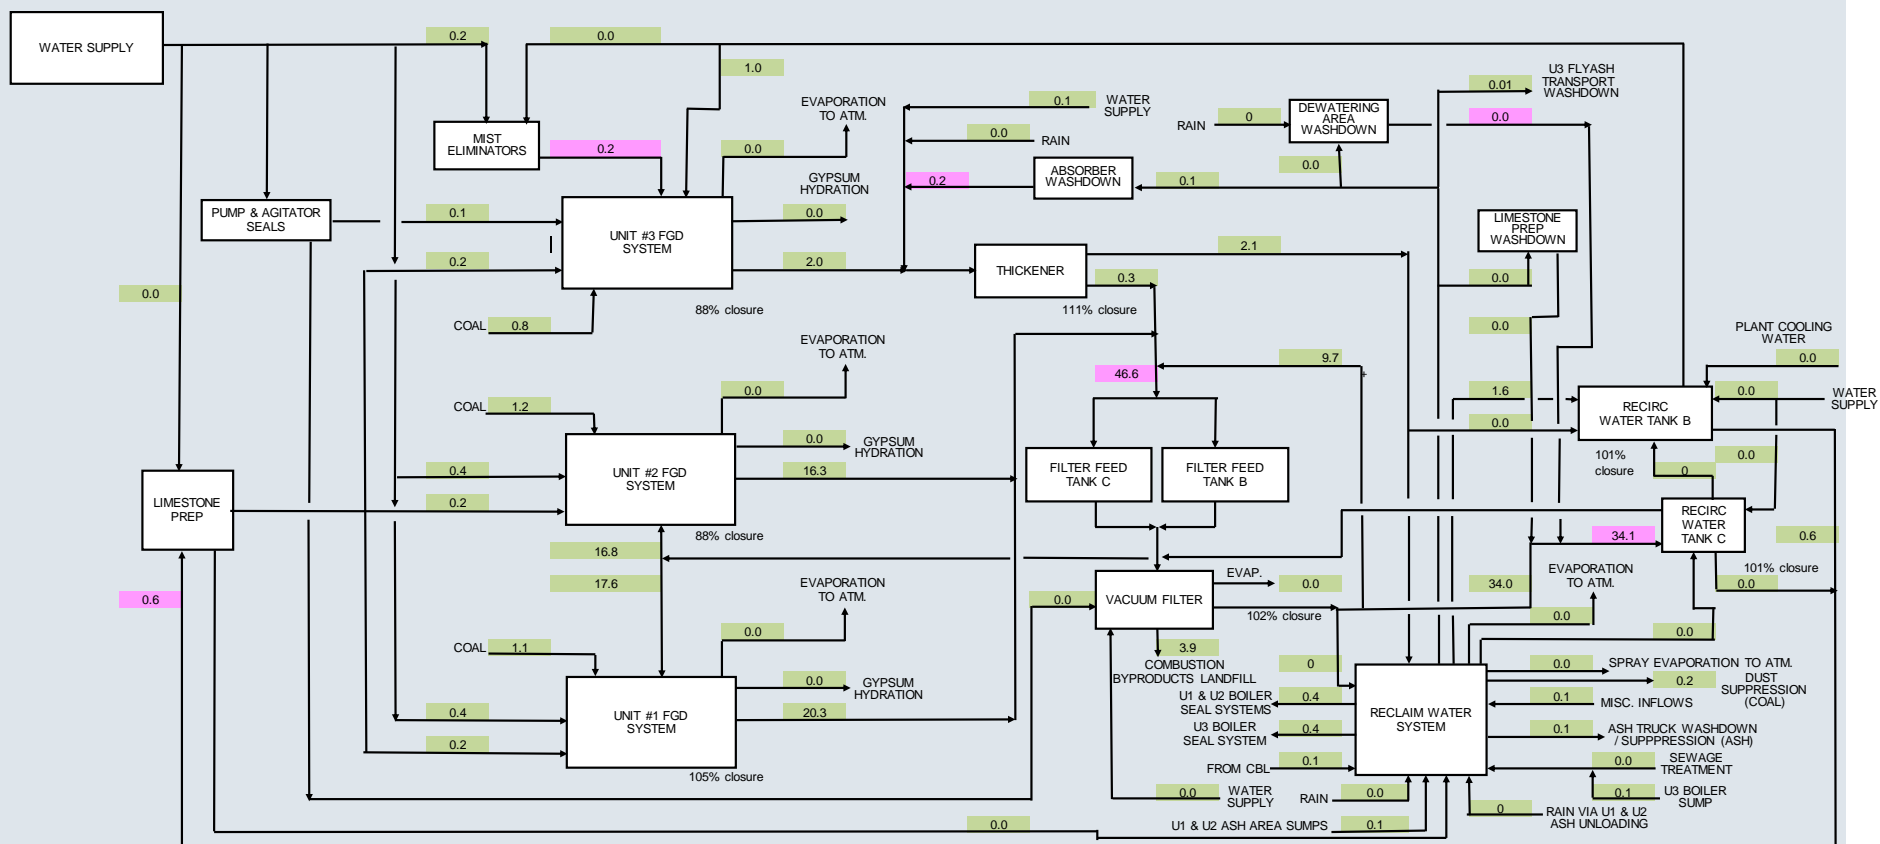 WATER SUPPLY
0.2
0.0
1.0
EVAPORATION
TO ATM.
0.1
WATER
SUPPLY
0.0
RAIN
RAIN
0
DEWATERING
AREA
WASHDOWN
0.01
U3 FLYASH
TRANSPORT
WASHDOWN
0.0
MIST
ELIMINATORS
0.2
0.0
GYPSUM
HYDRATION
0.2
ABSORBER
WASHDOWN
0.1
0.0
PUMP & AGITATOR
SEALS
0.1
UNIT #3 FGD
SYSTEM
0.0
LIMESTONE
PREP
WASHDOWN
0.2
2.0
THICKENER
2.1
0.3
0.0
0.0
88% closure
111% closure
COAL
0.8
0.0
PLANT COOLING
WATER
0.0
EVAPORATION
TO ATM.
9.7
46.6
0.0
COAL
1.2
1.6
0.0
RECIRC
WATER TANK B
0.0
WATER
SUPPLY
0.0
GYPSUM
HYDRATION
0.4
UNIT #2 FGD
SYSTEM
16.3
FILTER FEED
TANK C
FILTER FEED
TANK B
101%
closure
0
0.0
LIMESTONE
PREP
0.2
88% closure
RECIRC
WATER
TANK C
34.1
0.6
101% closure
16.8
17.6
EVAPORATION
TO ATM.
EVAP.
0.0
34.0
EVAPORATION
TO ATM.
0.0
0.6
0.0
VACUUM FILTER
102% closure
0.0
0.0
0.0
COAL
1.1
3.9
COMBUSTION
BYPRODUCTS LANDFILL
0
0.0
SPRAY EVAPORATION TO ATM.
0.2
DUST
SUPPRESSION
(COAL)
0.0
GYPSUM
HYDRATION
U1 & U2 BOILER
SEAL SYSTEMS
0.4
0.1
MISC. INFLOWS
0.4
UNIT #1 FGD
SYSTEM
20.3
RECLAIM WATER
SYSTEM
U3 BOILER
SEAL SYSTEM
0.4
0.1
ASH TRUCK WASHDOWN
/ SUPPPRESSION (ASH)
0.2
105% closure
FROM CBL
0.1
0.0
SEWAGE
TREATMENT
0.0
WATER
SUPPLY
RAIN
0.0
0.1
U3 BOILER
SUMP
0
RAIN VIA U1 & U2
ASH UNLOADING
0.0
U1 & U2 ASH AREA SUMPS
0.1